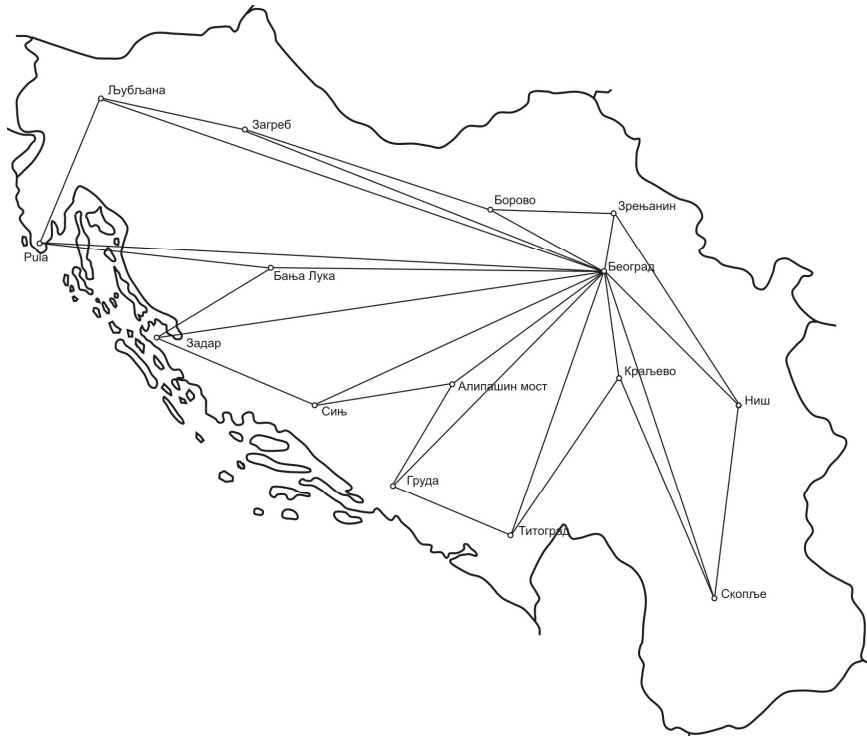 Љубљана
Загреб
Борово
Зрењанин
Pula
Бања Лука
Београд
Задар
Сињ
Алипашин мост
Краљево
Ниш
Груда
Титоград
Скопље